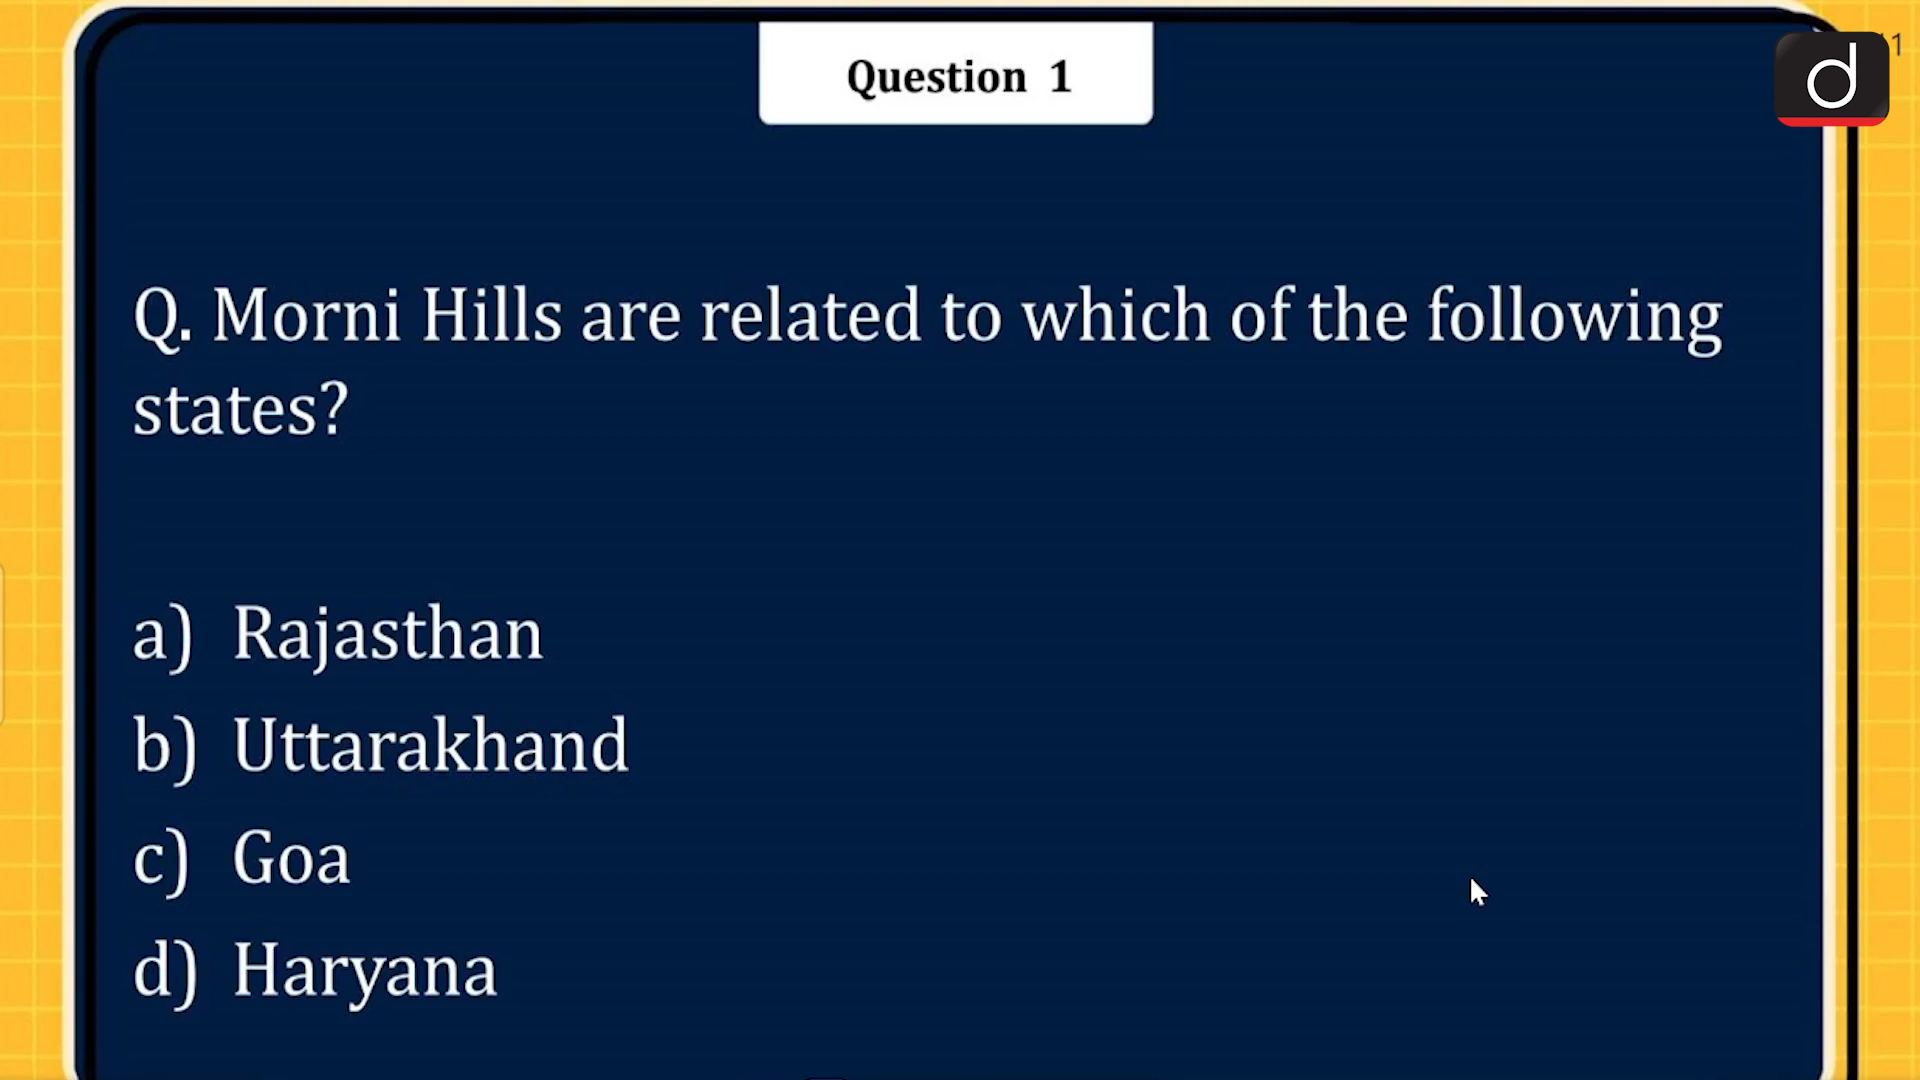 Question 1
Q. Morni Hills are related to which of the following
states?
a) Rajasthan
b) Uttarakhand
c) Goa
d) Haryana